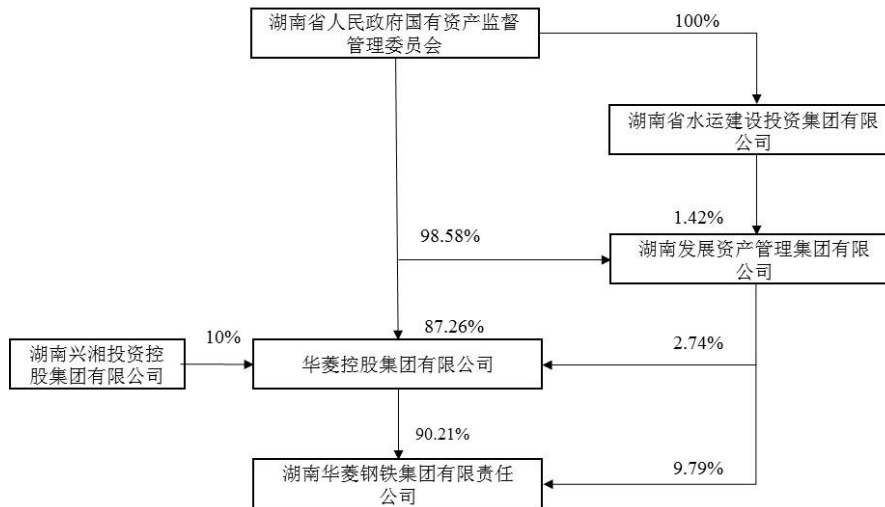 湖南省人民政府国有资产监督
管理委员会
100%
湖南省水运建设投资集团有限
公司
1.42%
98.58%
湖南发展资产管理集团有限
公司
87.26%
10%
2.74%
湖南兴湘投资控
股集团有限公司
华菱控股集团有限公司
90.21%
9.79%
湖南华菱钢铁集团有限责任
公司